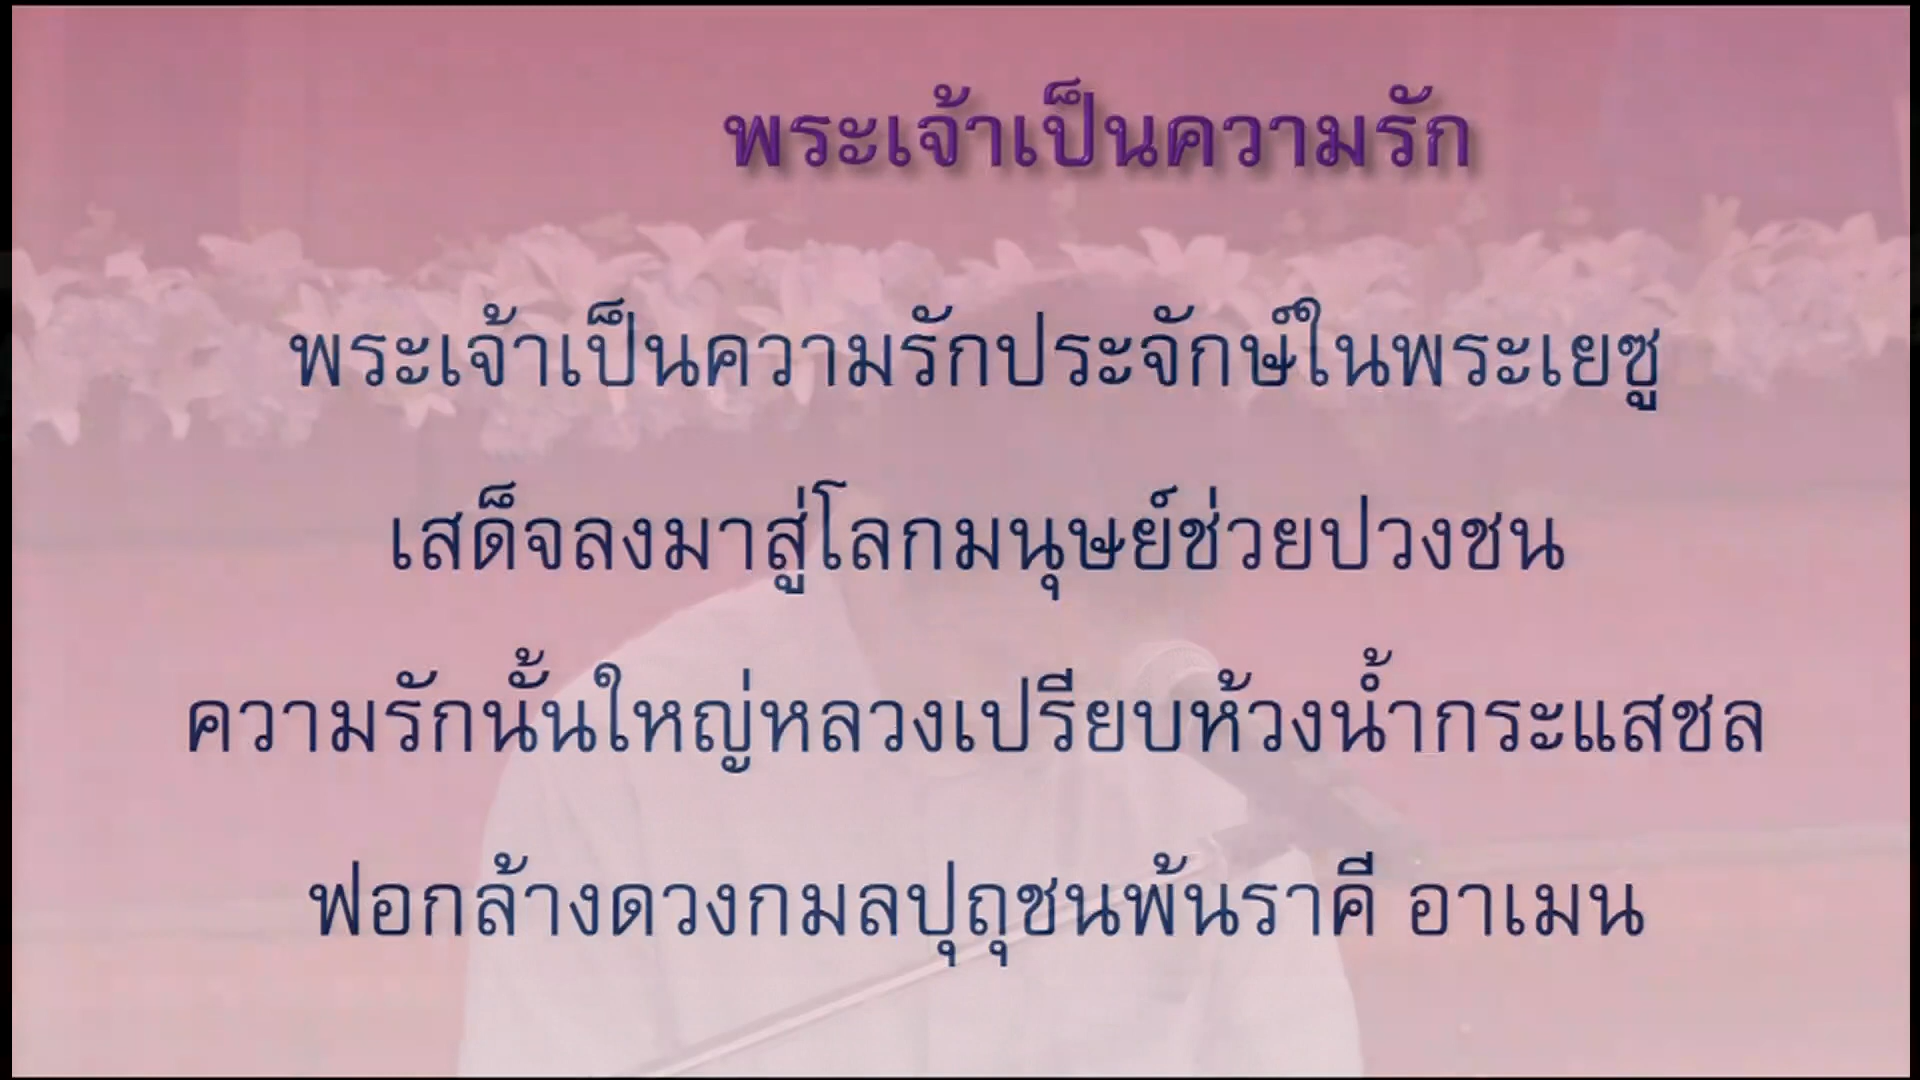 พระเจ้าเป็นความรัก
พระเจ้าเป็นความรักประจักษ์ในพระเยซู
เสด็จลงมาสู่โลกมนุษย์ช่วยปวงชน
ความรักนั้นใหญ่หลวงเปรียบห้วงน้ำกระแสชล
ฟอกล้างดวงกมลปุถุชนพ้นราคี อาเมน